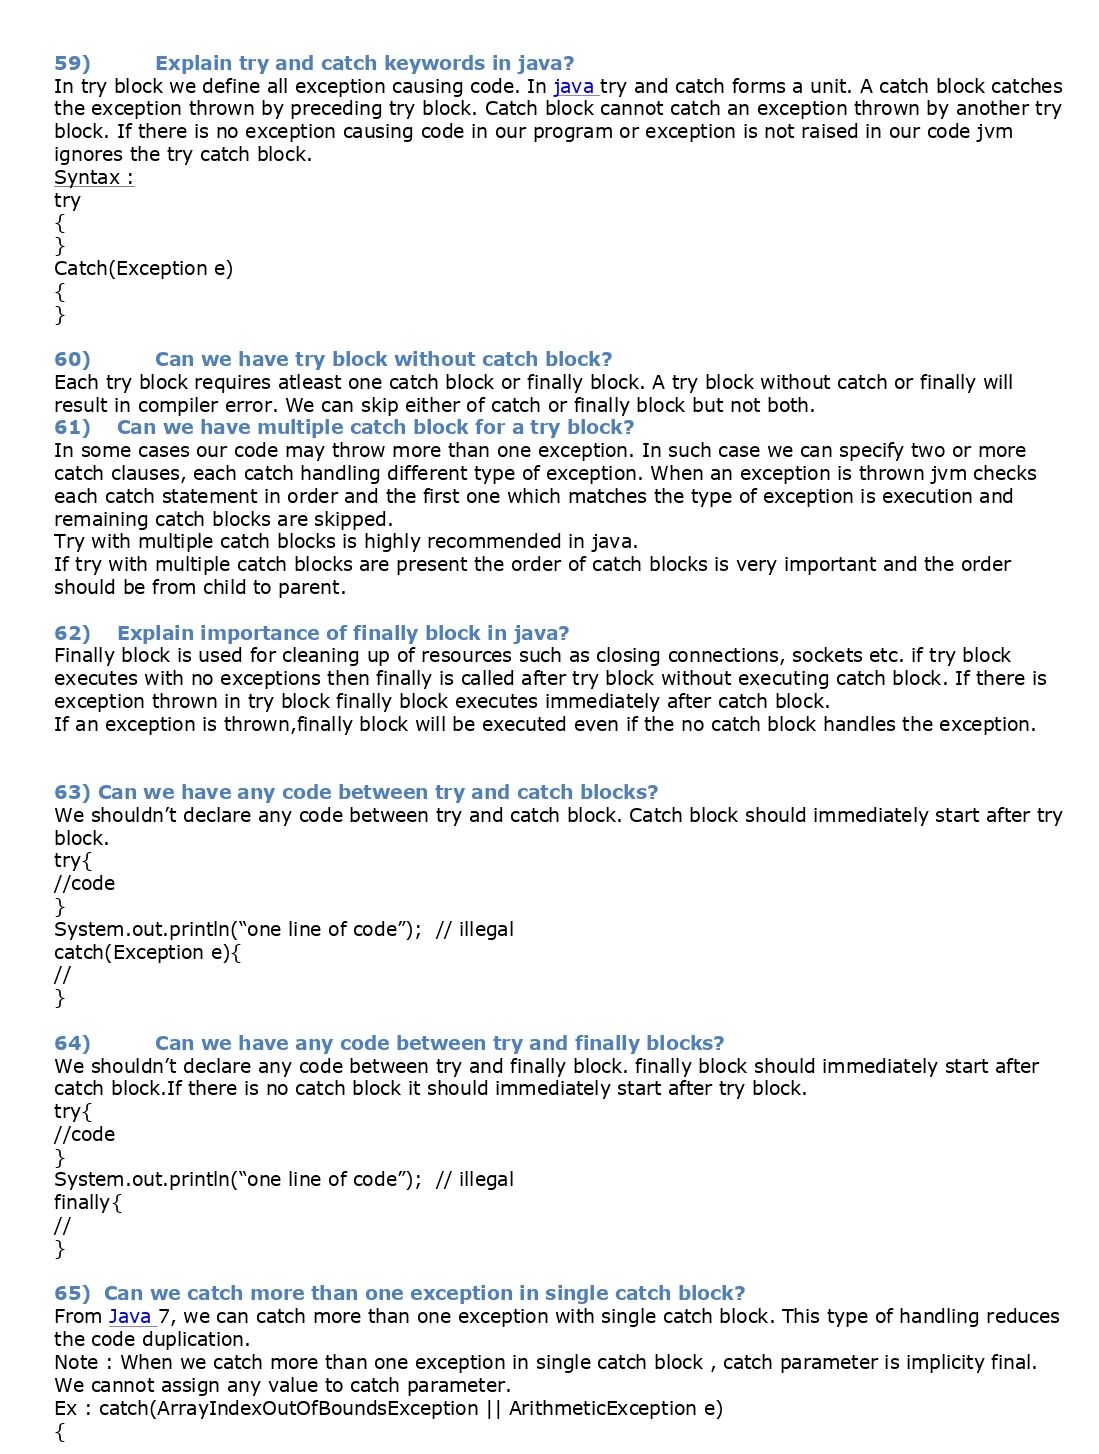 59) Explain try and catch keywords in java?
In try block we define all exception causing code. In java try and catch forms a unit. A catch block catches
the exception thrown by preceding try block. Catch block cannot catch an exception thrown by another try
block. If there is no exception causing code in our program or exception is not raised in our code jvm
ignores the try catch block.
Syntax :
try
{
}
Catch(Exception e)
{
}
60) Can we have try block without catch block?
Each try block requires atleast one catch block or finally block. A try block without catch or finally will
result in compiler error. We can skip either of catch or finally block but not both.
61) Can we have multiple catch block for a try block?
In some cases our code may throw more than one exception. In such case we can specify two or more
catch clauses, each catch handling different type of exception. When an exception is thrown jvm checks
each catch statement in order and the first one which matches the type of exception is execution and
remaining catch blocks are skipped.
Try with multiple catch blocks is highly recommended in java.
If try with multiple catch blocks are present the order of catch blocks is very important and the order
should be from child to parent.
62) Explain importance of finally block in java?
Finally block is used for cleaning up of resources such as closing connections, sockets etc. if try block
executes with no exceptions then finally is called after try block without executing catch block. If there is
exception thrown in try block finally block executes immediately after catch block.
If an exception is thrown,finally block will be executed even if the no catch block handles the exception.
63) Can we have any code between try and catch blocks?
We shouldn’t declare any code between try and catch block. Catch block should immediately start after try
block.
try{
//code
}
System.out.println(“one line of code”); // illegal
catch(Exception e){
//
}
64) Can we have any code between try and finally blocks?
We shouldn’t declare any code between try and finally block. finally block should immediately start after
catch block.If there is no catch block it should immediately start after try block.
try{
//code
}
System.out.println(“one line of code”); // illegal
finally{
//
}
65) Can we catch more than one exception in single catch block?
From Java 7, we can catch more than one exception with single catch block. This type of handling reduces
the code duplication.
Note : When we catch more than one exception in single catch block , catch parameter is implicity final.
We cannot assign any value to catch parameter.
Ex : catch(ArrayIndexOutOfBoundsException || ArithmeticException e)
{